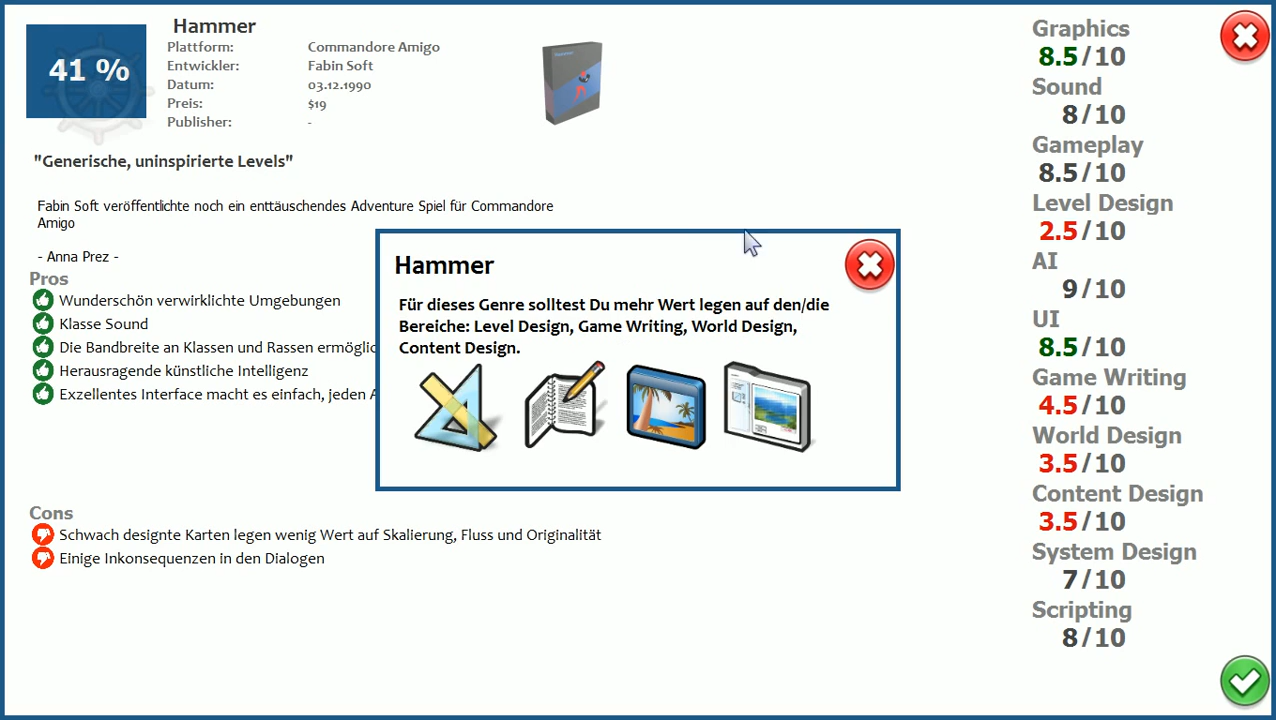 41 %
Hammer
Plattform: Commandore Amigo
Entwickler: Fabin Soft
Datum: 03.12.1990
Preis: $19
Publisher: -
"Generische, uninspirierte Levels"
Fabin Soft veröffentlichte noch ein enttäuschendes Adventure Spiel für Commandore
Amigo
- Anna Prez -
Pros
Wunderschön verwirklichte Umgebungen
Klasse Sound
Die Bandbreite an Klassen und Rassen ermöglic
Herausragende künstliche Intelligenz
Exzellentes Interface macht es einfach, jeden A
Hammer
Für dieses Genre solltest Du mehr Wert legen auf den/die
Bereiche: Level Design, Game Writing, World Design,
Content Design.
Cons
Schwach designte Karten legen wenig Wert auf Skalierung, Fluss und Originalität
Einige Inkonsequenzen in den Dialogen
Graphics
8.5/10
Sound
8/10
Gameplay
8.5/10
Level Design
2.5/10
AI
9/10
UI
8.5/10
Game Writing
4.5/10
World Design
3.5/10
Content Design
3.5/10
System Design
7/10
Scripting
8/10